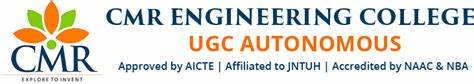 CMR ENGINEERING COLLEGE
UGC AUTONOMOUS
Approved by AICTE | Affiliated to JNTUH | Accredited by NAAC & NBA
CMR
EXPLORE TO INVENT